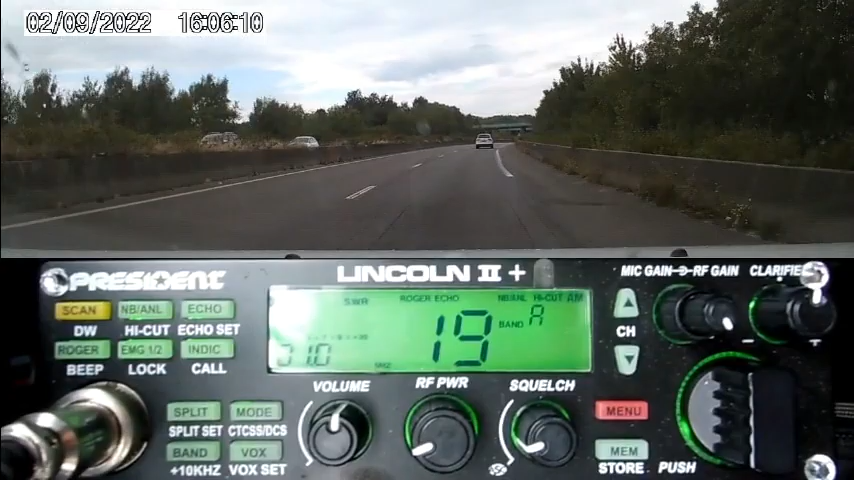 02/09/2022 16:06:10
PRESIDENT LINCOLN II + MIC GAIN RF GAIN CLARIFIER
SCAN NB/ANL ECHO
DW HI-CUT ECHO SET
ROGER EMG 1/2 INDIC
BEEP LOCK CALL
SWR ROGER ECHO NB/ANL HI-CUT AM
19 BAND A
CH
VOLUME RF PWR SQUELCH
SPLIT MODE
SPLIT SET CTCSS/DCS
BAND VOX
+10KHZ VOX SET
MENU
MEM
STORE PUSH